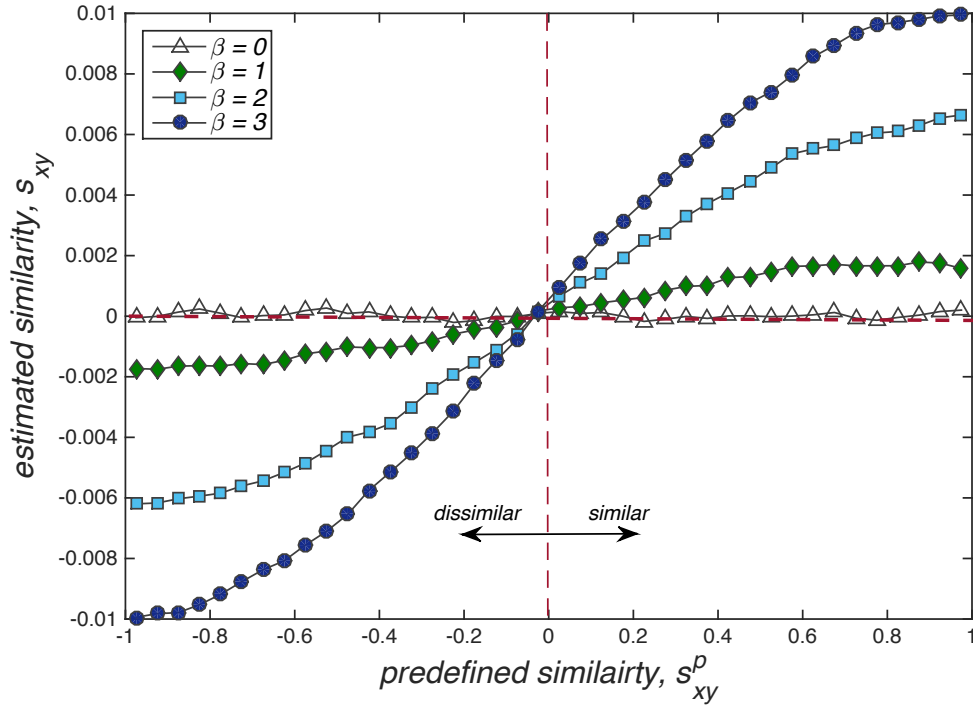 0.01
0.008
0.006
0.004
0.002
0
-0.002
-0.004
-0.006
-0.008
-0.01
estimated similarity, s_xy
β = 0
β = 1
β = 2
β = 3
dissimilar
similar
-1 -0.8 -0.6 -0.4 -0.2 0 0.2 0.4 0.6 0.8 1
predefined similairty, s^p_xy